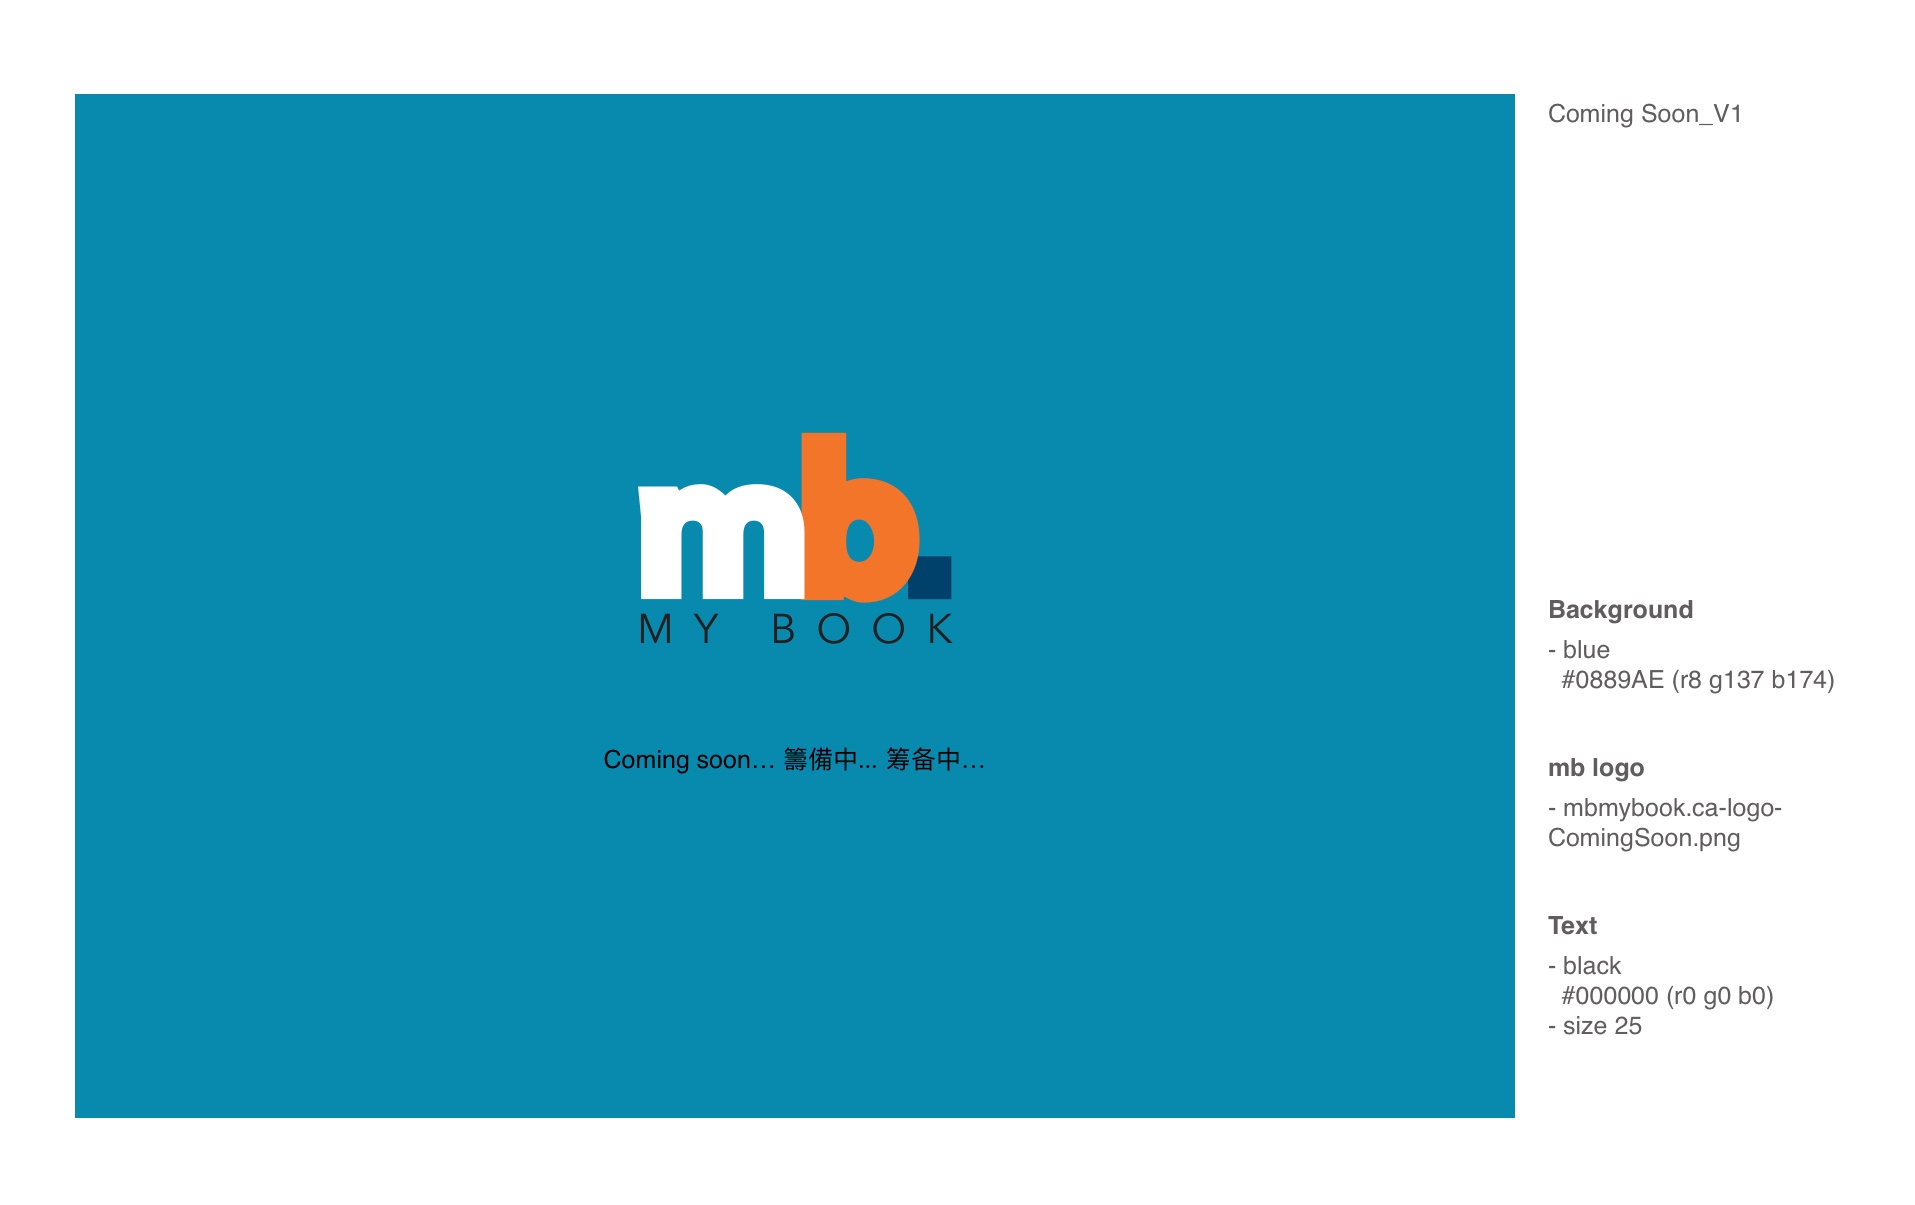 Coming Soon_V1
mb.
MY BOOK
Coming soon… 籌備中... 筹备中…
Background
- blue
#0889AE (r8 g137 b174)
mb logo
- mbmybook.ca-logo-
ComingSoon.png
Text
- black
#000000 (r0 g0 b0)
- size 25